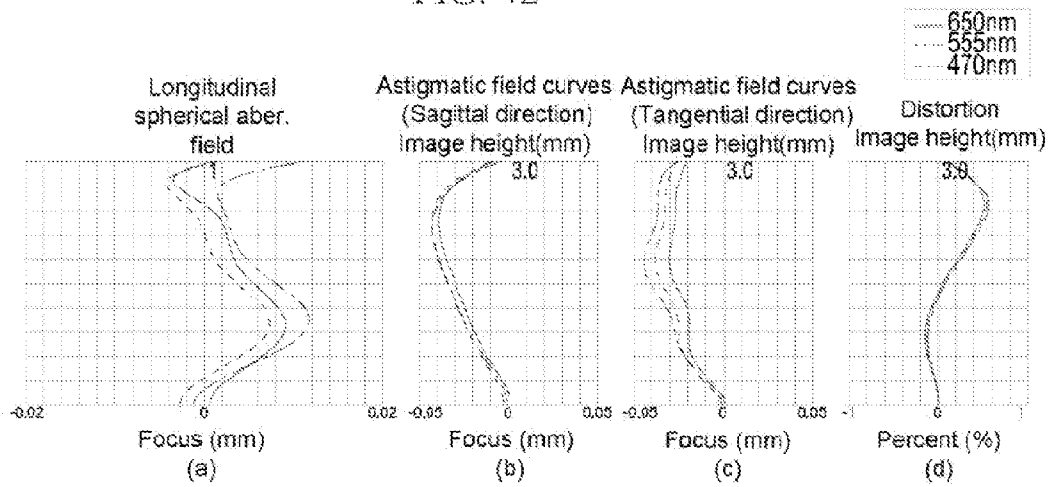 650nm
555nm
470nm
Longitudinal
spherical aber.
field
Astigmatic field curves
(Sagittal direction)
Image height(mm)
Astigmatic field curves
(Tangential direction)
Image height(mm)
Distortion
Image height(mm)
1
3.0
3.0
3.0
-0.02
0
0.02
-0.05
0
0.05
-0.05
0
0.05
-1
0
1
Focus (mm)
Focus (mm)
Focus (mm)
Percent (%)
(a)
(b)
(c)
(d)